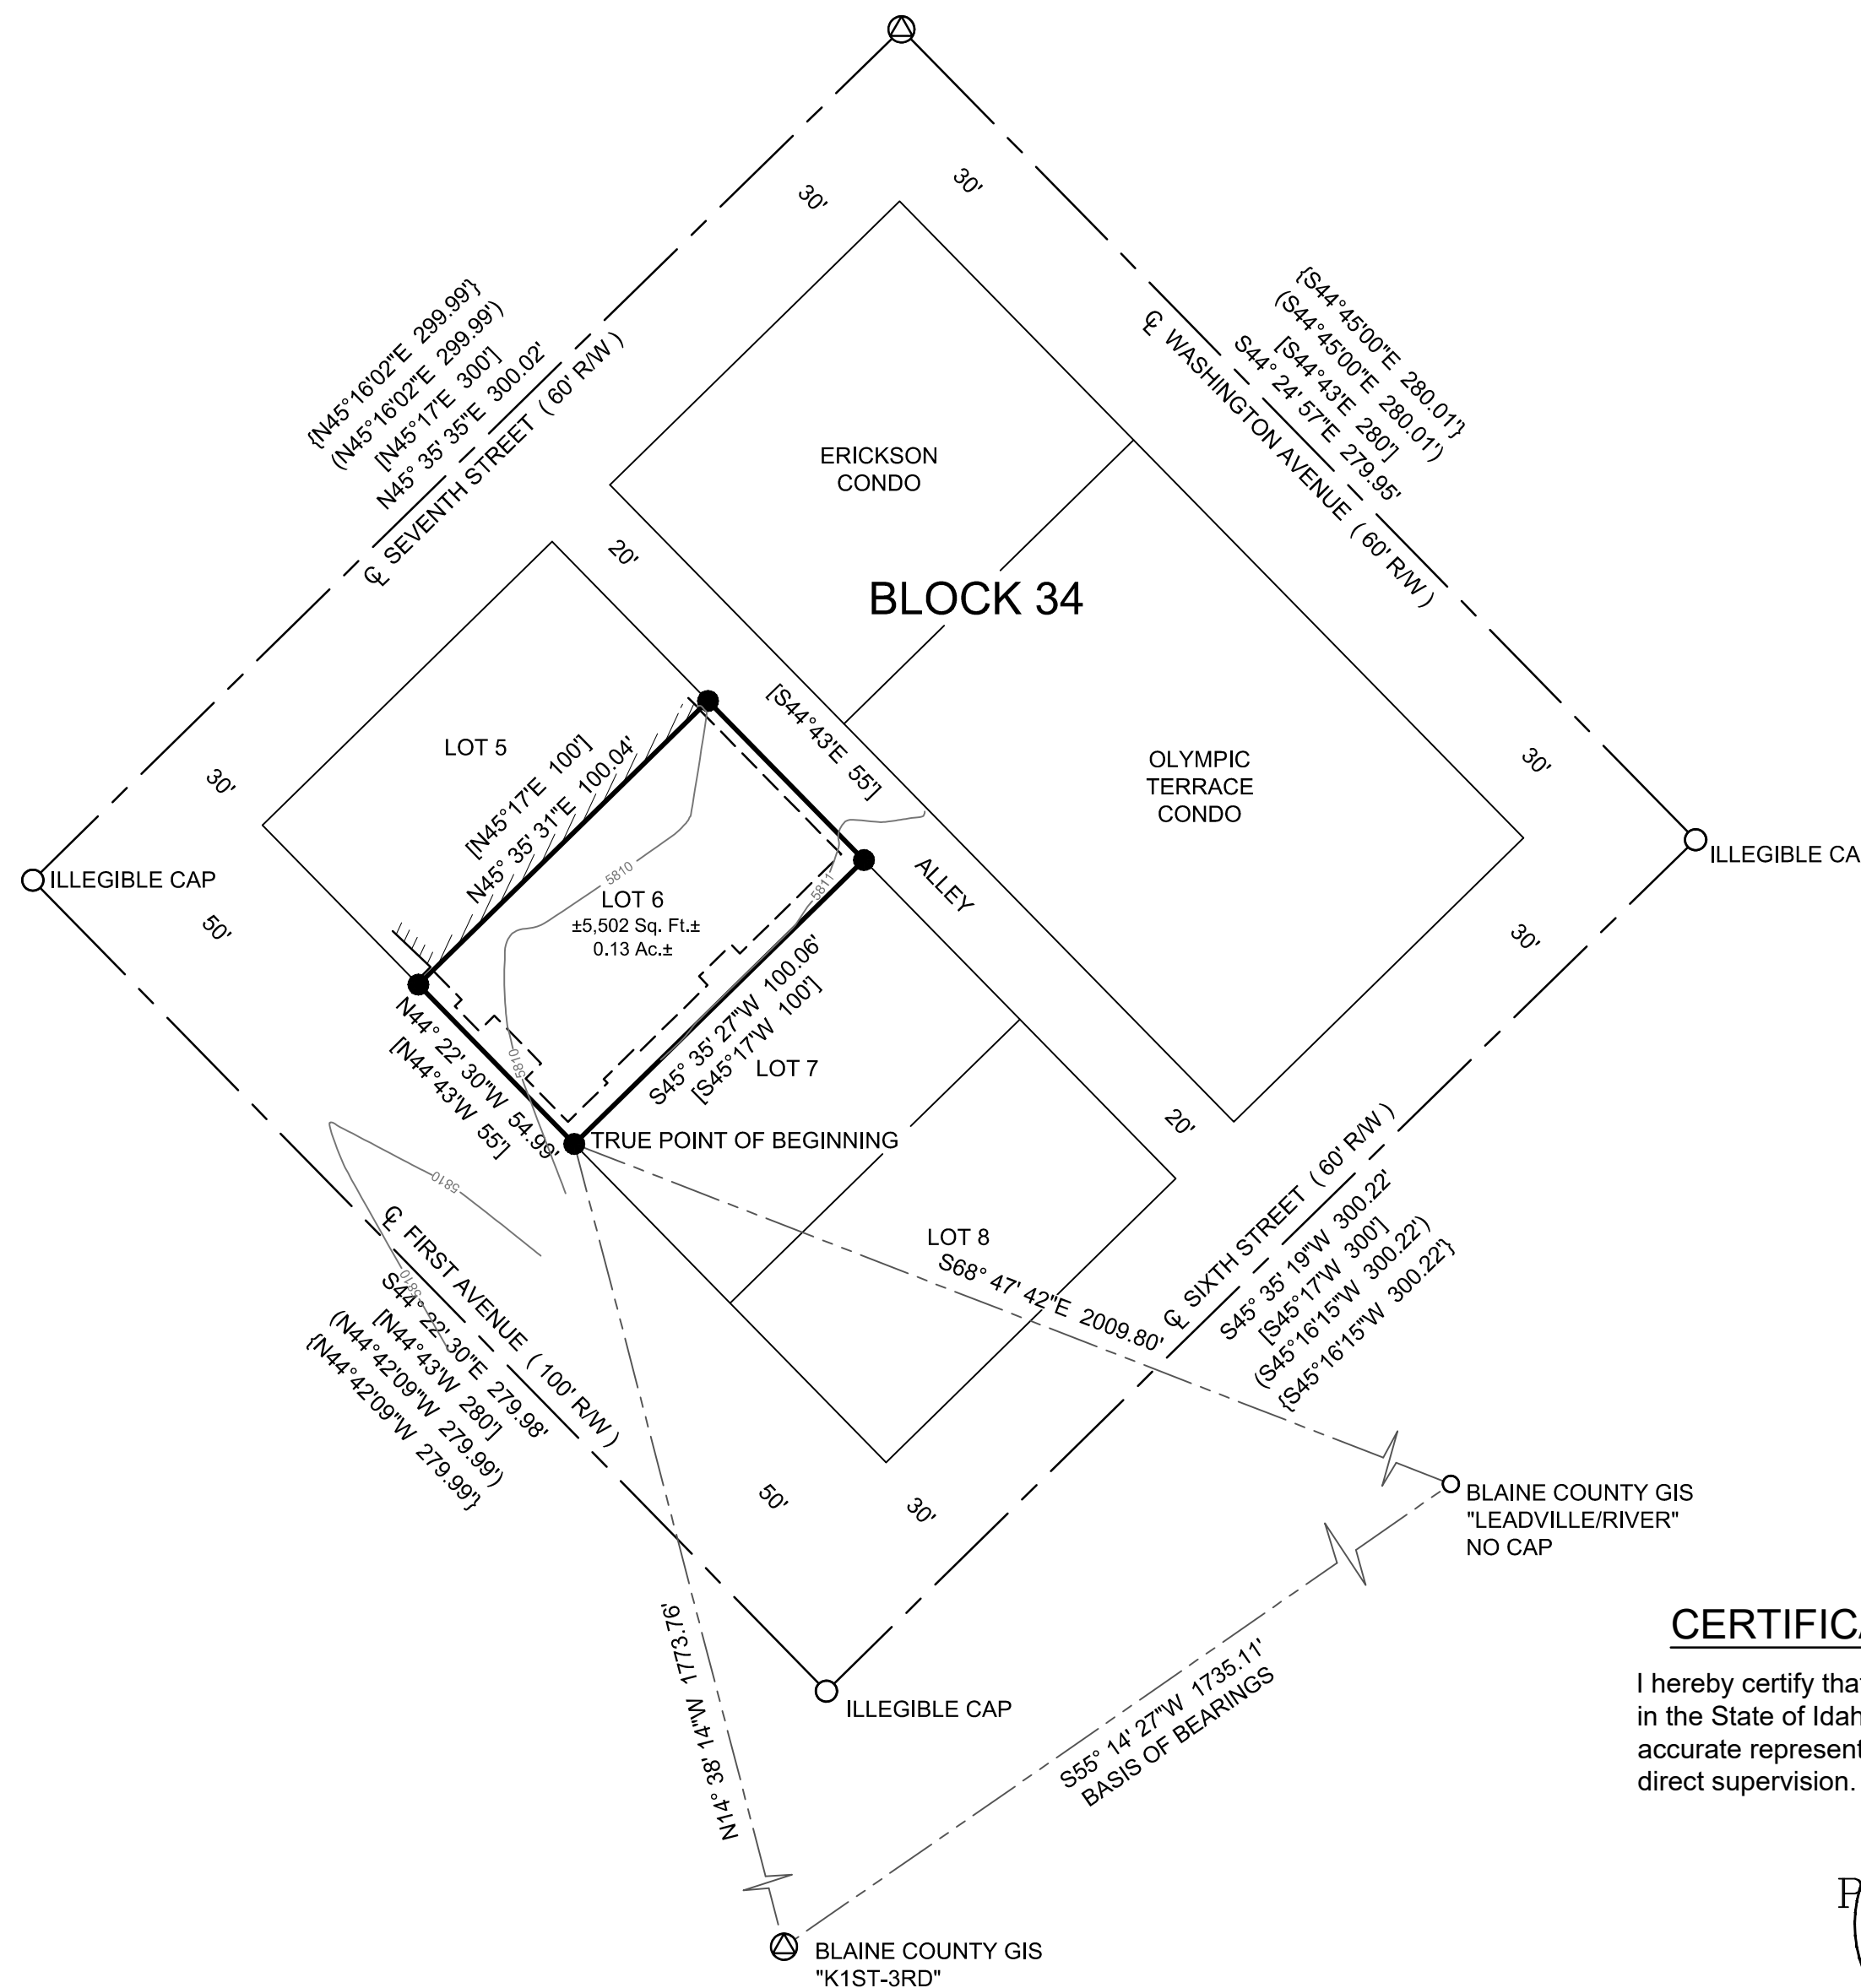 30'
30'
{N45°16'02"E 299.99'}
(N45°16'02"E 299.99')
[N45°17'E 300']
N45° 35' 35"E 300.02'
℄ SEVENTH STREET ( 60' R/W )
{S44°45'00"E 280.01'}
(S44°45'00"E 280.01')
[S44°43'E 280']
S44° 24' 57"E 279.95'
℄ WASHINGTON AVENUE ( 60' R/W )
ERICKSON
CONDO
20'
BLOCK 34
[S44°43'E 55']
LOT 5
[N45°17'E 100']
N45° 35' 31"E 100.04'
OLYMPIC
TERRACE
CONDO
30'
30'
ILLEGIBLE CAP
ILLEGIBLE CA
5810
5811
LOT 6
±5,502 Sq. Ft.±
0.13 Ac.±
ALLEY
50'
30'
S45° 35' 27"W 100.06'
[S45°17'W 100']
N44° 22' 30"W 54.99'
[N44°43'W 55']
5810
LOT 7
TRUE POINT OF BEGINNING
20'
5810
5810
℄ FIRST AVENUE ( 100' R/W )
S44° 22' 30"E 279.98'
[N44°43'W 280']
(N44°42'09"W 279.99')
{N44°42'09"W 279.99'}
LOT 8
S68° 47' 42"E 2009.80'
℄ SIXTH STREET ( 60' R/W )
S45° 35' 19"W 300.22'
[S45°17'W 300']
(S45°16'15"W 300.22')
{S45°16'15"W 300.22'}
50'
30'
BLAINE COUNTY GIS
"LEADVILLE/RIVER"
NO CAP
N14° 38' 14"W 1773.76'
ILLEGIBLE CAP
S55° 14' 27"W 1735.11'
BASIS OF BEARINGS
BLAINE COUNTY GIS
"K1ST-3RD"
CERTIFICA
I hereby certify that
in the State of Idah
accurate represent
direct supervision.
P